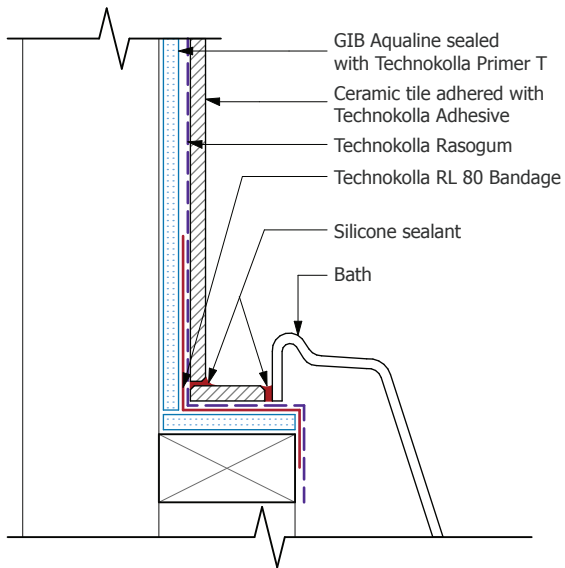 GIB Aqualine sealed
with Technokolla Primer T
Ceramic tile adhered with
Technokolla Adhesive
Technokolla Rasogum
Technokolla RL 80 Bandage
Silicone sealant
Bath